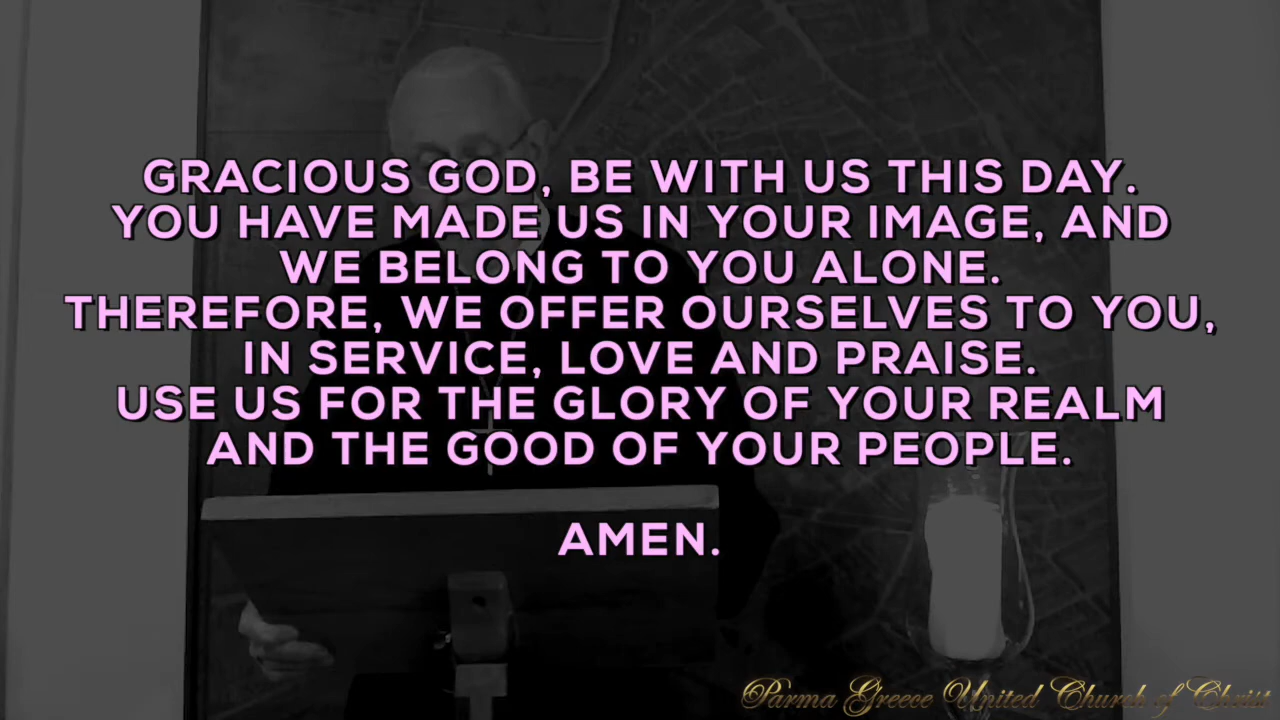 GRACIOUS GOD, BE WITH US THIS DAY.
YOU HAVE MADE US IN YOUR IMAGE, AND
WE BELONG TO YOU ALONE.
THEREFORE, WE OFFER OURSELVES TO YOU,
IN SERVICE, LOVE AND PRAISE.
USE US FOR THE GLORY OF YOUR REALM
AND THE GOOD OF YOUR PEOPLE.
AMEN.
Parma Greece United Church of Christ